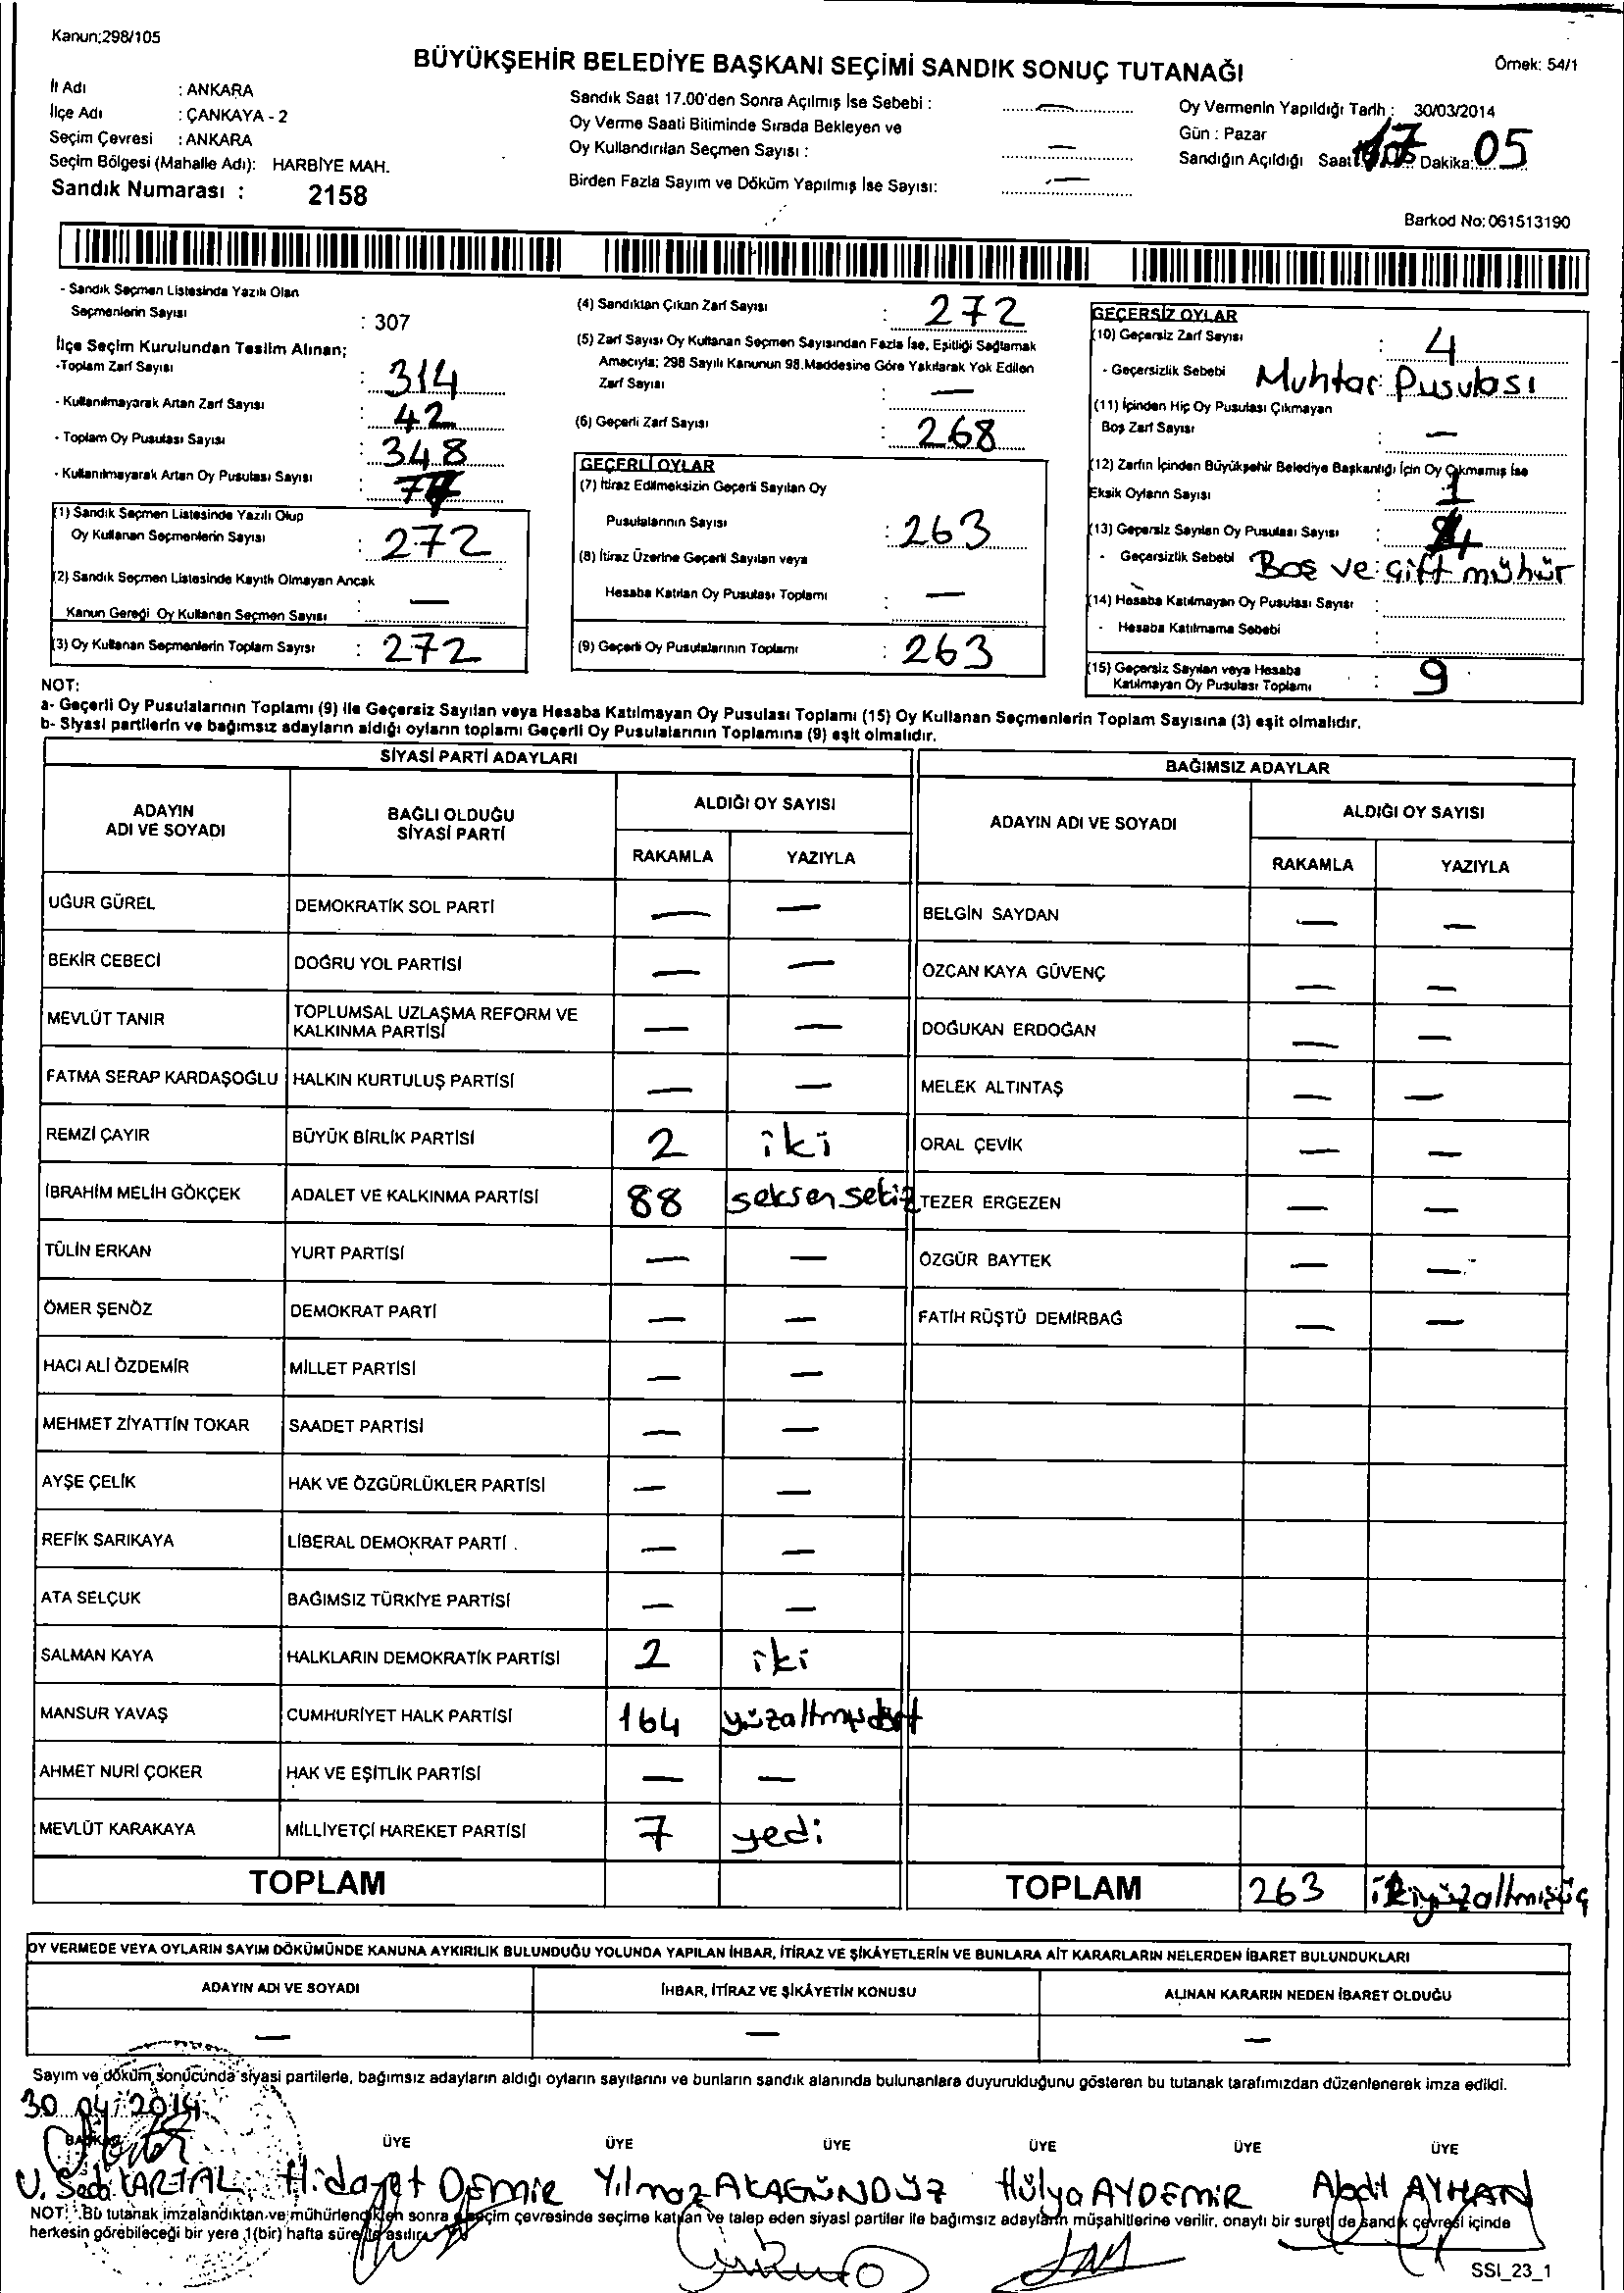 Kanun;298/105
BÜYÜKŞEHİR BELEDİYE BAŞKANI SEÇİMİ SANDIK SONUÇ TUTANAĞI
Örnek: 54/1
İl Adı : ANKARA
İlçe Adı : ÇANKAYA - 2
Seçim Çevresi : ANKARA
Seçim Bölgesi (Mahalle Adı): HARBİYE MAH.
Sandık Numarası : 2158
Sandık Saat 17.00'den Sonra Açılmış İse Sebebi : —
Oy Verme Saati Bitiminde Sırada Bekleyen ve
Oy Kullandırılan Seçmen Sayısı : —
Birden Fazla Sayım ve Döküm Yapılmış İse Sayısı: —
Oy Vermenin Yapıldığı Tarih : 30/03/2014
Gün : Pazar
Sandığın Açıldığı Saat 17 Dakika: 05
Barkod No: 061513190
- Sandık Seçmen Listesinde Yazılı Olan
Seçmenlerin Sayısı : 307
İlçe Seçim Kurulundan Teslim Alınan;
-Toplam Zarf Sayısı : 314
- Kullanılmayarak Artan Zarf Sayısı : 42
- Toplam Oy Pusulası Sayısı : 348
- Kullanılmayarak Artan Oy Pusulası Sayısı :
(1) Sandık Seçmen Listesinde Yazılı Olup
Oy Kullanan Seçmenlerin Sayısı : 272
(2) Sandık Seçmen Listesinde Kayıtlı Olmayan Ancak
Kanun Gereği Oy Kullanan Seçmen Sayısı : —
(3) Oy Kullanan Seçmenlerin Toplam Sayısı : 272
(4) Sandıktan Çıkan Zarf Sayısı : 272
(5) Zarf Sayısı Oy Kullanan Seçmen Sayısından Fazla İse, Eşitliği Sağlamak
Amacıyla; 298 Sayılı Kanunun 98.Maddesine Göre Yakılarak Yok Edilen
Zarf Sayısı : —
(6) Geçerli Zarf Sayısı : 268
GEÇERLİ OYLAR
(7) İtiraz Edilmeksizin Geçerli Sayılan Oy
Pusulalarının Sayısı : 263
(8) İtiraz Üzerine Geçerli Sayılan veya
Hesaba Katılan Oy Pusulası Toplamı : —
(9) Geçerli Oy Pusulalarının Toplamı : 263
GEÇERSİZ OYLAR
(10) Geçersiz Zarf Sayısı : 4
- Geçersizlik Sebebi : Muhtar Pusulası
(11) İçinden Hiç Oy Pusulası Çıkmayan
Boş Zarf Sayısı : —
(12) Zarfın İçinden Büyükşehir Belediye Başkanlığı İçin Oy Çıkmamış İse
Eksik Oyların Sayısı : 1
(13) Geçersiz Sayılan Oy Pusulası Sayısı : 4
- Geçersizlik Sebebi : Boş ve çift mühür
(14) Hesaba Katılmayan Oy Pusulası Sayısı :
- Hesaba Katılmama Sebebi :
(15) Geçersiz Sayılan veya Hesaba
Katılmayan Oy Pusulası Toplamı : 9
NOT:
a- Geçerli Oy Pusulalarının Toplamı (9) ile Geçersiz Sayılan veya Hesaba Katılmayan Oy Pusulası Toplamı (15) Oy Kullanan Seçmenlerin Toplam Sayısına (3) eşit olmalıdır.
b- Siyasi partilerin ve bağımsız adayların aldığı oyların toplamı Geçerli Oy Pusulalarının Toplamına (9) eşit olmalıdır.
SİYASİ PARTİ ADAYLARI
BAĞIMSIZ ADAYLAR
ADAYIN ADI VE SOYADI
BAĞLI OLDUĞU SİYASİ PARTİ
ALDIĞI OY SAYISI
RAKAMLA YAZIYLA
ADAYIN ADI VE SOYADI
ALDIĞI OY SAYISI
RAKAMLA YAZIYLA
UĞUR GÜREL DEMOKRATİK SOL PARTİ — — BELGİN SAYDAN — —
BEKİR CEBECİ DOĞRU YOL PARTİSİ — — ÖZCAN KAYA GÜVENÇ — —
MEVLÜT TANIR TOPLUMSAL UZLAŞMA REFORM VE KALKINMA PARTİSİ — — DOĞUKAN ERDOĞAN — —
FATMA SERAP KARDAŞOĞLU HALKIN KURTULUŞ PARTİSİ — — MELEK ALTINTAŞ — —
REMZİ ÇAYIR BÜYÜK BİRLİK PARTİSİ 2 iki ORAL ÇEVİK — —
İBRAHİM MELİH GÖKÇEK ADALET VE KALKINMA PARTİSİ 88 seksensekiz TEZER ERGEZEN — —
TÜLİN ERKAN YURT PARTİSİ — — ÖZGÜR BAYTEK — —
ÖMER ŞENÖZ DEMOKRAT PARTİ — — FATİH RÜŞTÜ DEMİRBAĞ — —
HACI ALİ ÖZDEMİR MİLLET PARTİSİ — —
MEHMET ZİYATTİN TOKAR SAADET PARTİSİ — —
AYŞE ÇELİK HAK VE ÖZGÜRLÜKLER PARTİSİ — —
REFİK SARIKAYA LİBERAL DEMOKRAT PARTİ — —
ATA SELÇUK BAĞIMSIZ TÜRKİYE PARTİSİ — —
SALMAN KAYA HALKLARIN DEMOKRATİK PARTİSİ 2 iki
MANSUR YAVAŞ CUMHURİYET HALK PARTİSİ 164 yüzaltmışdört
AHMET NURİ ÇOKER HAK VE EŞİTLİK PARTİSİ — —
MEVLÜT KARAKAYA MİLLİYETÇİ HAREKET PARTİSİ 7 yedi
TOPLAM TOPLAM 263 ikiyüzaltmışüç
OY VERMEDE VEYA OYLARIN SAYIM DÖKÜMÜNDE KANUNA AYKIRILIK BULUNDUĞU YOLUNDA YAPILAN İHBAR, İTİRAZ VE ŞİKÂYETLERİN VE BUNLARA AİT KARARLARIN NELERDEN İBARET BULUNDUKLARI
ADAYIN ADI VE SOYADI İHBAR, İTİRAZ VE ŞİKÂYETİN KONUSU ALINAN KARARIN NEDEN İBARET OLDUĞU
— — —
Sayım ve döküm sonucunda siyasi partilerle, bağımsız adayların aldığı oyların sayılarını ve bunların sandık alanında bulunanlara duyurulduğunu gösteren bu tutanak tarafımızdan düzenlenerek imza edildi.
30 04 2014
BAŞKAN ÜYE ÜYE ÜYE ÜYE ÜYE ÜYE
U. Seda KARTAL Hidayet DEMİR Yılmaz AKAGÜNDÜZ Hülya AYDEMİR Abdil AYHAN
NOT: Bu tutanak imzalandıktan ve mühürlendikten sonra seçim çevresinde seçime katılan ve talep eden siyasi partiler ile bağımsız adayların müşahitlerine verilir, onaylı bir sureti de sandık çevresi içinde
herkesin görebileceği bir yere 1(bir) hafta süre ile asılır.
SSI_23_1